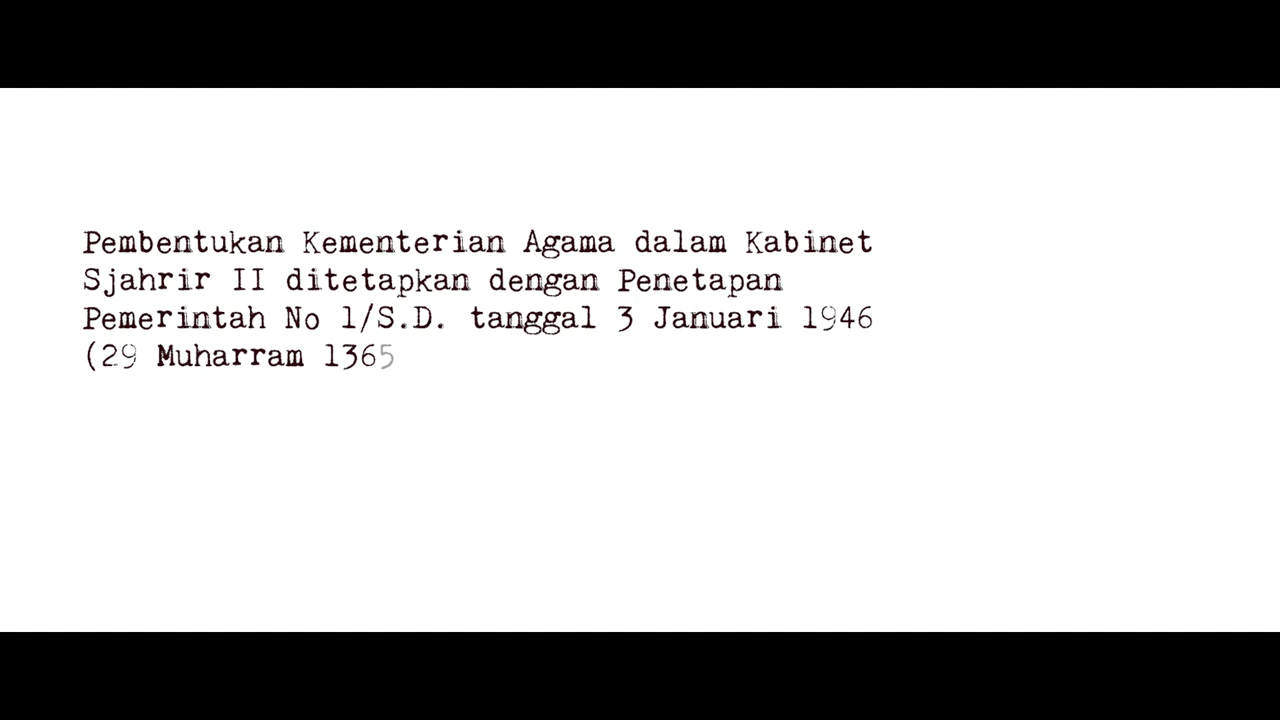 Pembentukan Kementerian Agama dalam Kabinet
Sjahrir II ditetapkan dengan Penetapan
Pemerintah No 1/S.D. tanggal 3 Januari 1946
(29 Muharram 1365